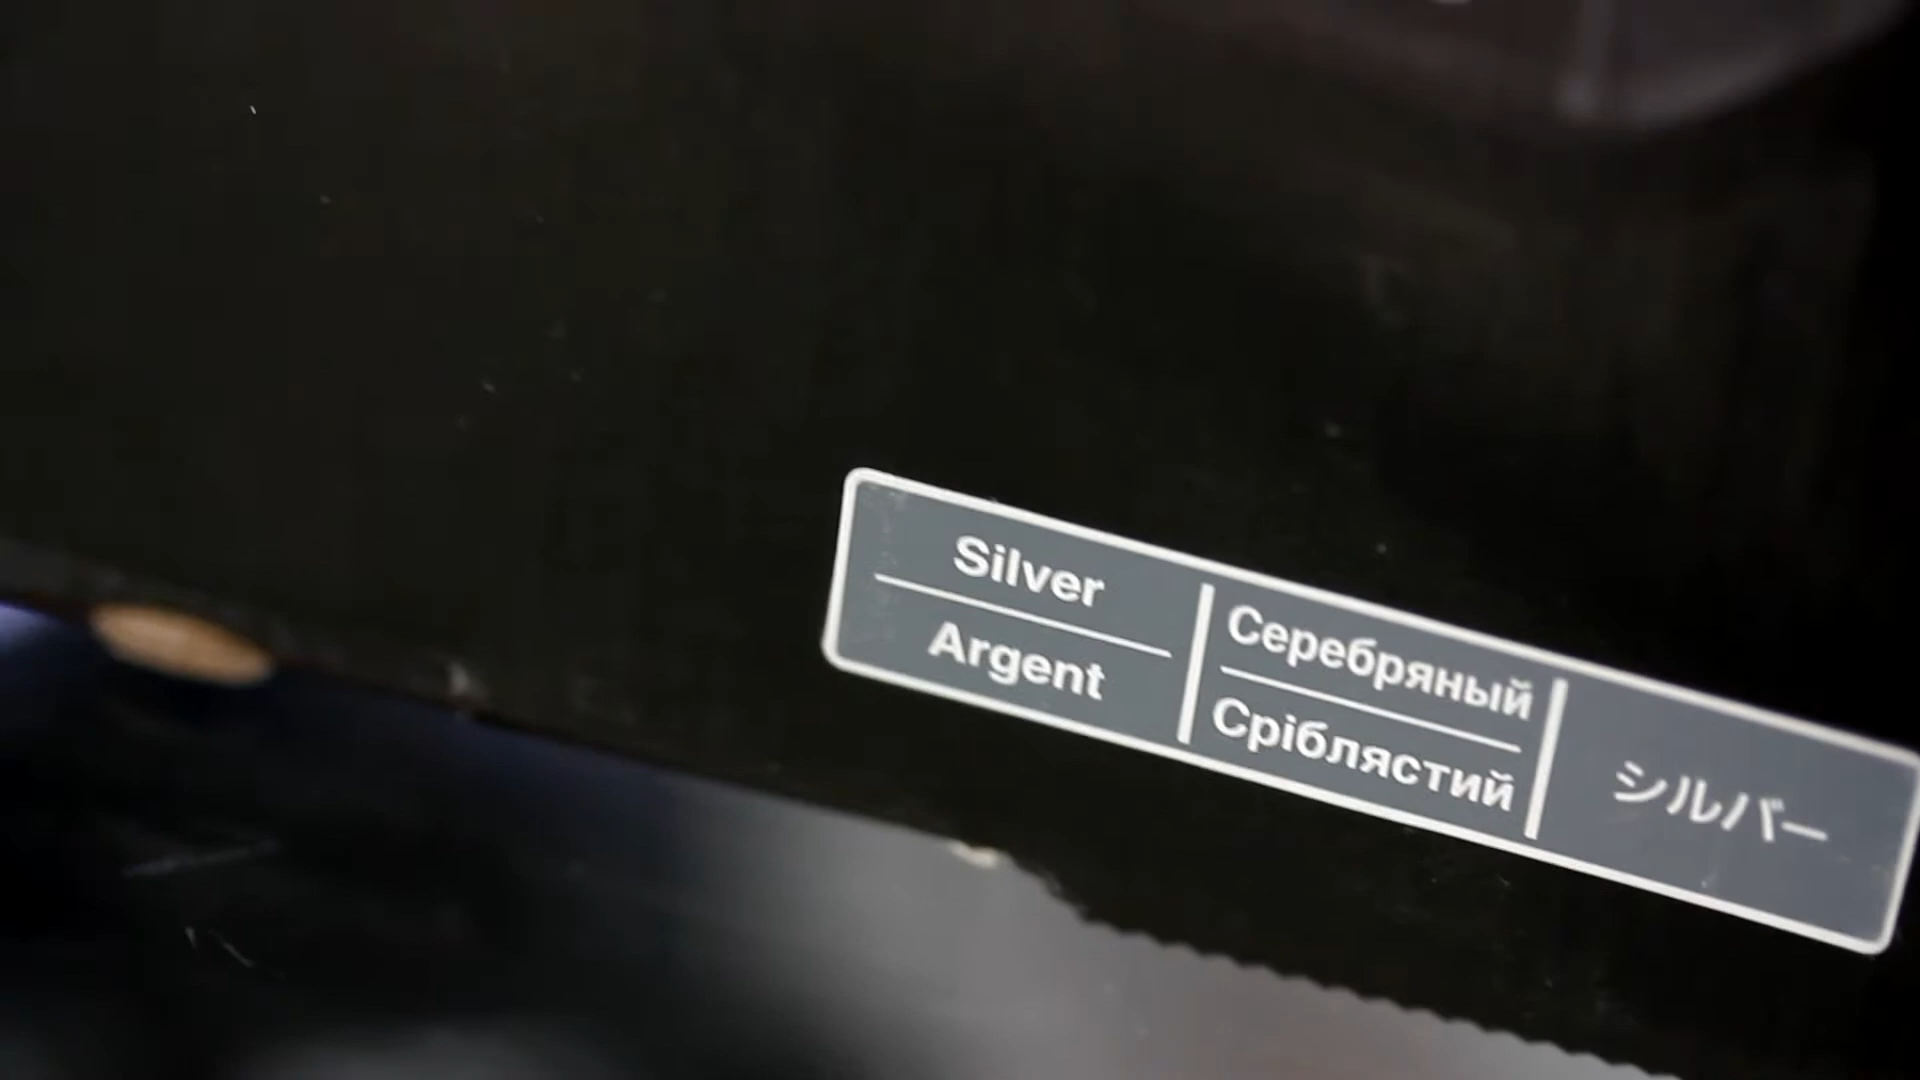 Silver
Argent
Серебряный
Сріблястий
シルバー